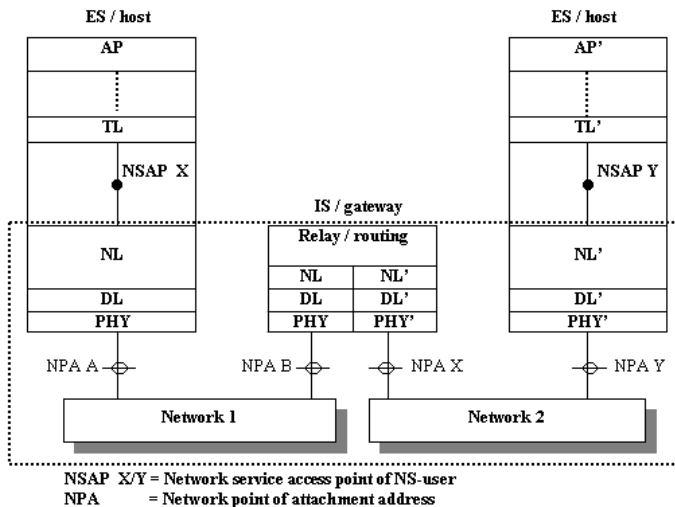 ES / host
ES / host
AP
AP’
TL
TL’
NSAP X
NSAP Y
IS / gateway
Relay / routing
NL
NL
NL’
NL’
DL
DL
DL’
DL’
PHY
PHY
PHY’
PHY’
NPA A
NPA B
NPA X
NPA Y
Network 1
Network 2
NSAP X/Y = Network service access point of NS-user
NPA = Network point of attachment address